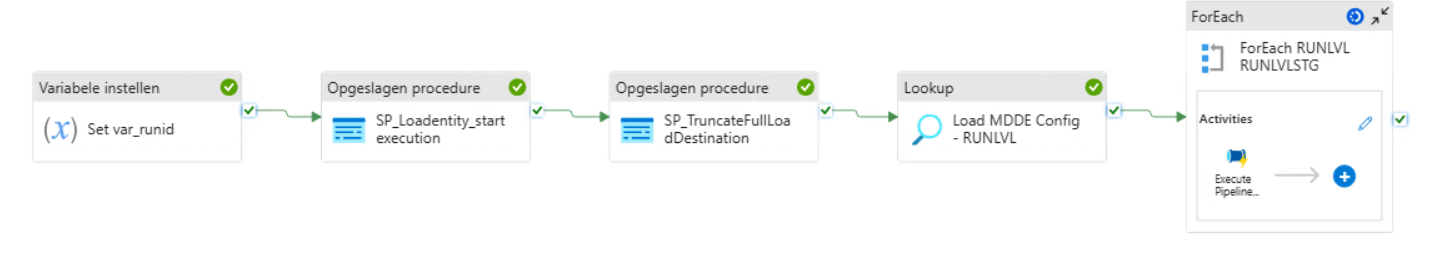 Variabele instellen
(x) Set var_runid
Opgeslagen procedure
SP_Loadentity_start
execution
Opgeslagen procedure
SP_TruncateFullLoa
dDestination
Lookup
Load MDDE Config
- RUNLVL
ForEach
ForEach RUNLVL
RUNLVLSTG
Activities
Execute
Pipeline...